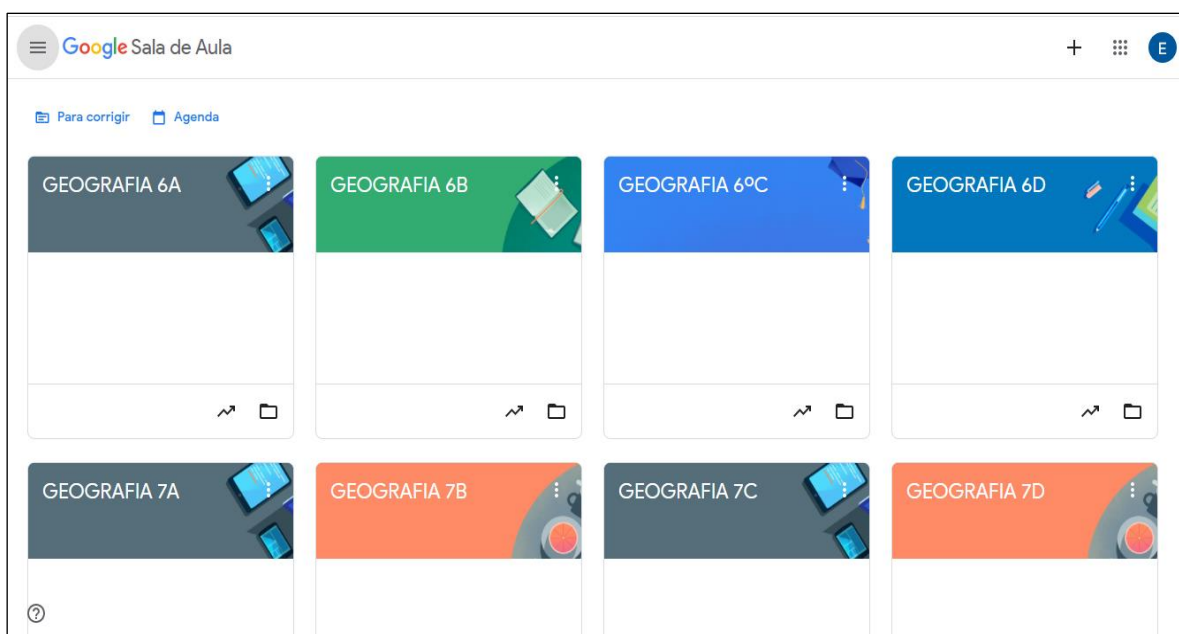 Google Sala de Aula
E
Para corrigir Agenda
GEOGRAFIA 6A GEOGRAFIA 6B GEOGRAFIA 6ºC GEOGRAFIA 6D
GEOGRAFIA 7A GEOGRAFIA 7B GEOGRAFIA 7C GEOGRAFIA 7D